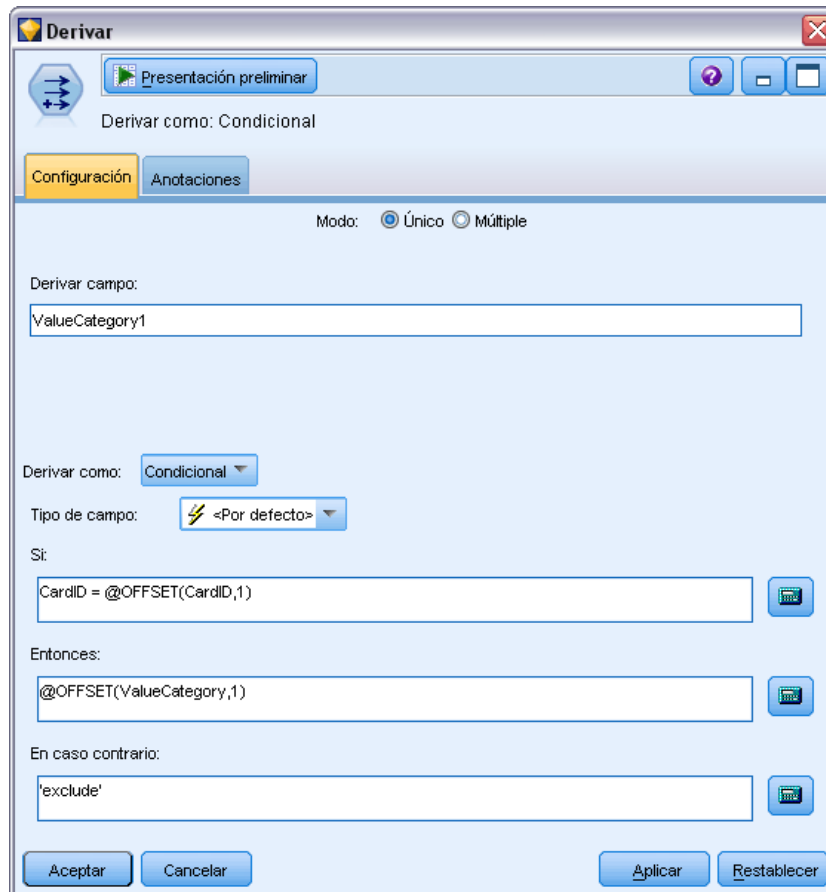 Derivar
Presentación preliminar
?
Derivar como: Condicional
Configuración
Anotaciones
Modo: Único Múltiple
Derivar campo:
ValueCategory1
Derivar como: Condicional
Tipo de campo: <Por defecto>
Si:
CardID = @OFFSET(CardID,1)
Entonces:
@OFFSET(ValueCategory,1)
En caso contrario:
'exclude'
Aceptar Cancelar Aplicar Restablecer